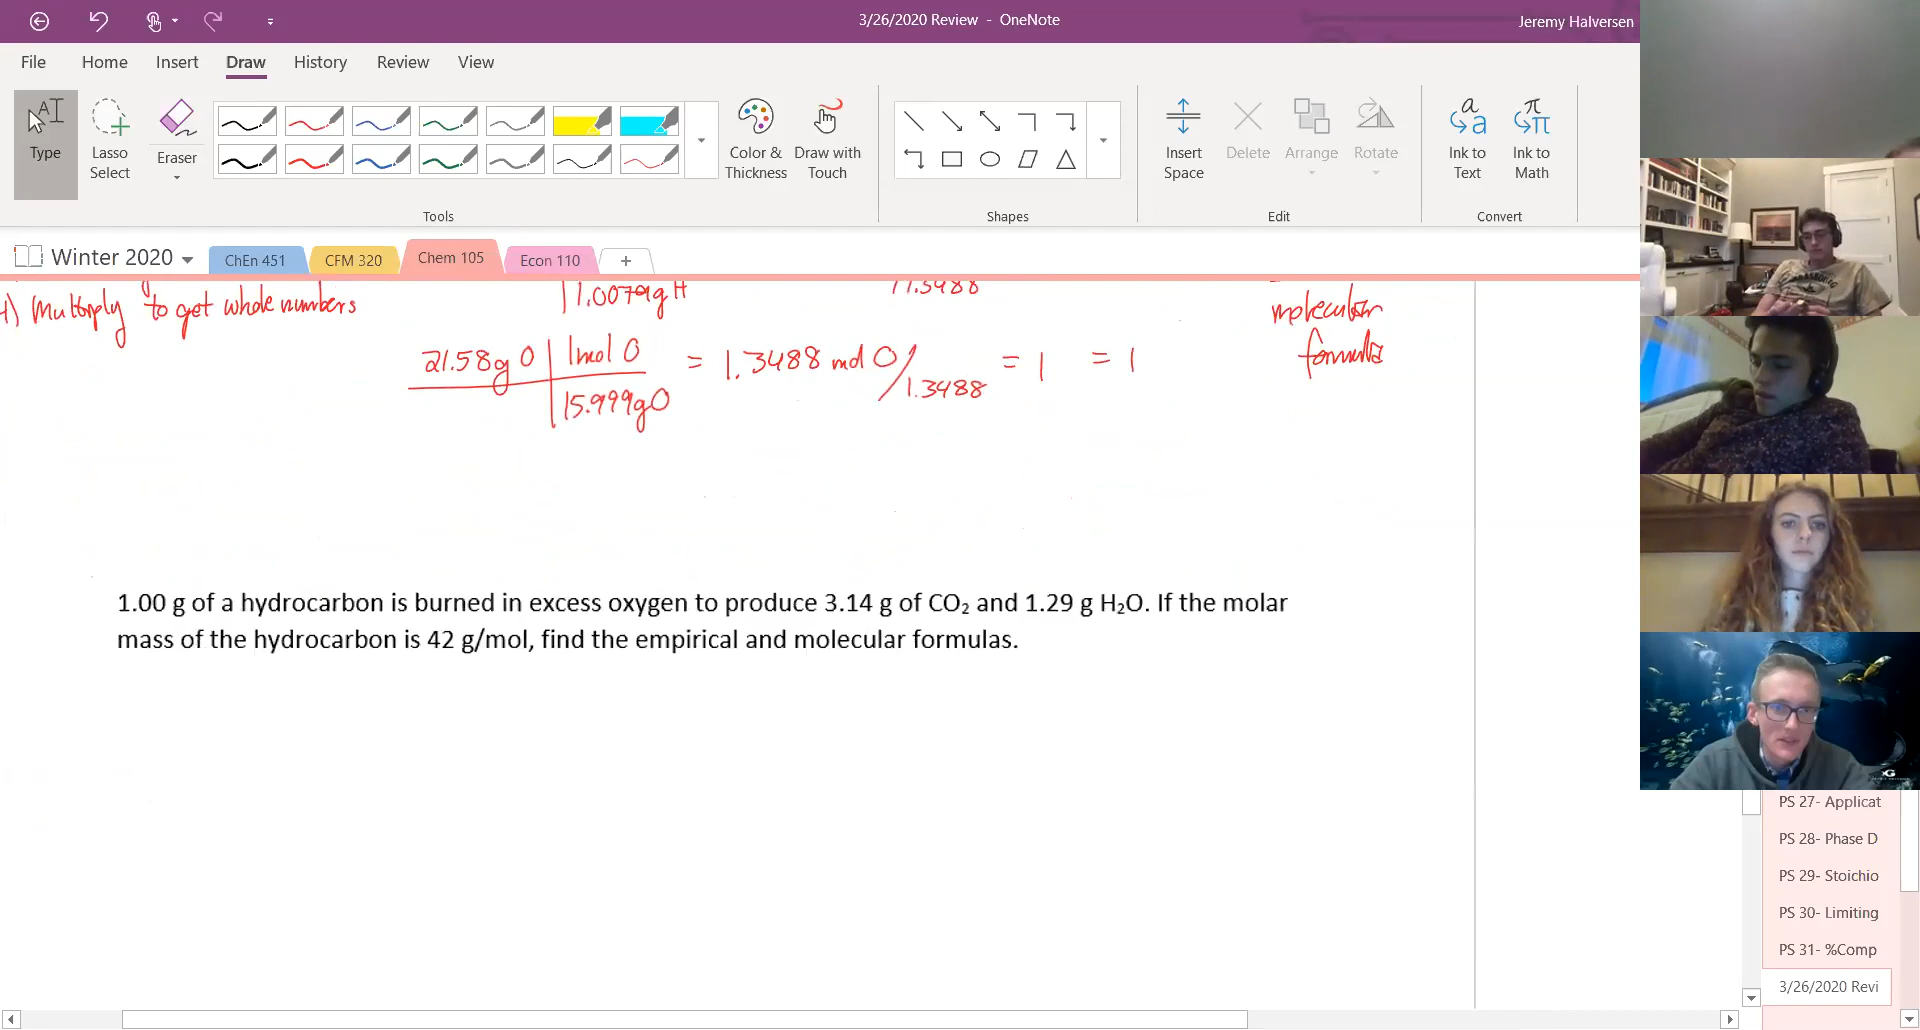 3/26/2020 Review - OneNote
Jeremy Halversen
File Home Insert Draw History Review View
Type
Lasso Select
Eraser
Color & Thickness
Draw with Touch
Insert Space
Delete
Arrange
Rotate
Ink to Text
Ink to Math
Tools
Shapes
Edit
Convert
Winter 2020
ChEn 451
CFM 320
Chem 105
Econ 110
+
4) Multiply to get whole numbers
1.0079g H
molecular
formula
21.58g O | 1mol O = 1.3488 mol O / 1.3488 = 1 = 1
15.999g O
1.00 g of a hydrocarbon is burned in excess oxygen to produce 3.14 g of CO₂ and 1.29 g H₂O. If the molar
mass of the hydrocarbon is 42 g/mol, find the empirical and molecular formulas.
PS 27- Applicat
PS 28- Phase D
PS 29- Stoichio
PS 30- Limiting
PS 31- %Comp
3/26/2020 Revi